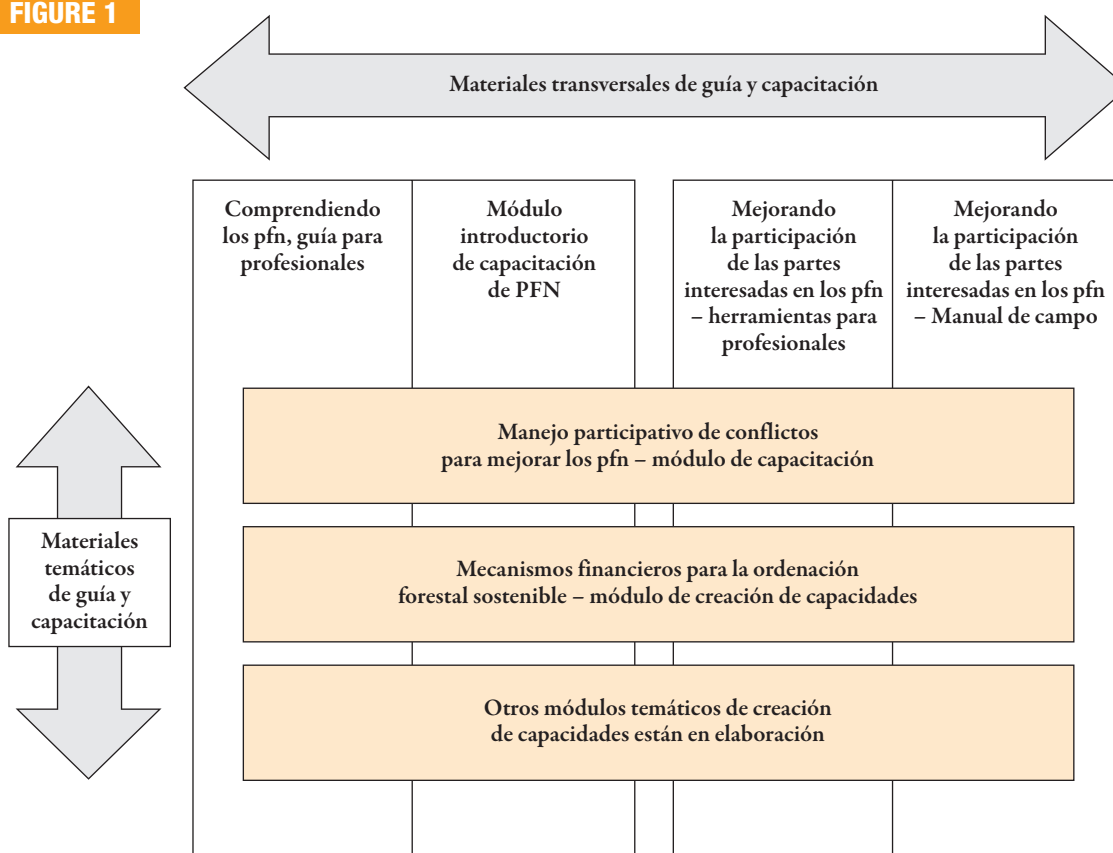 FIGURE 1
Materiales transversales de guía y capacitación
Comprendiendo
los pfn, guía para
profesionales
Módulo
introductorio
de capacitación
de PFN
Mejorando
la participación
de las partes
interesadas en los pfn
– herramientas para
profesionales
Mejorando
la participación
de las partes
interesadas en los pfn
– Manual de campo
Manejo participativo de conflictos
para mejorar los pfn – módulo de capacitación
Materiales
temáticos
de guía y
capacitación
Mecanismos financieros para la ordenación
forestal sostenible – módulo de creación de capacidades
Otros módulos temáticos de creación
de capacidades están en elaboración